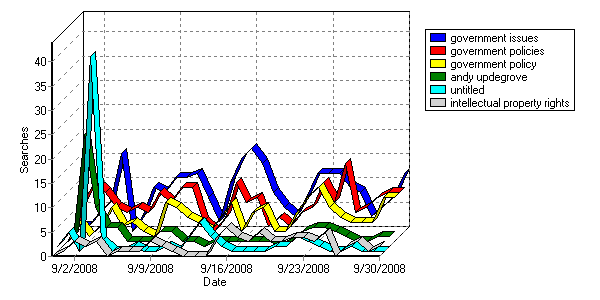 government issues
government policies
government policy
andy updegrove
untitled
intellectual property rights
Searches
40
35
30
25
20
15
10
5
0
9/2/2008 9/9/2008 9/16/2008 9/23/2008 9/30/2008
Date